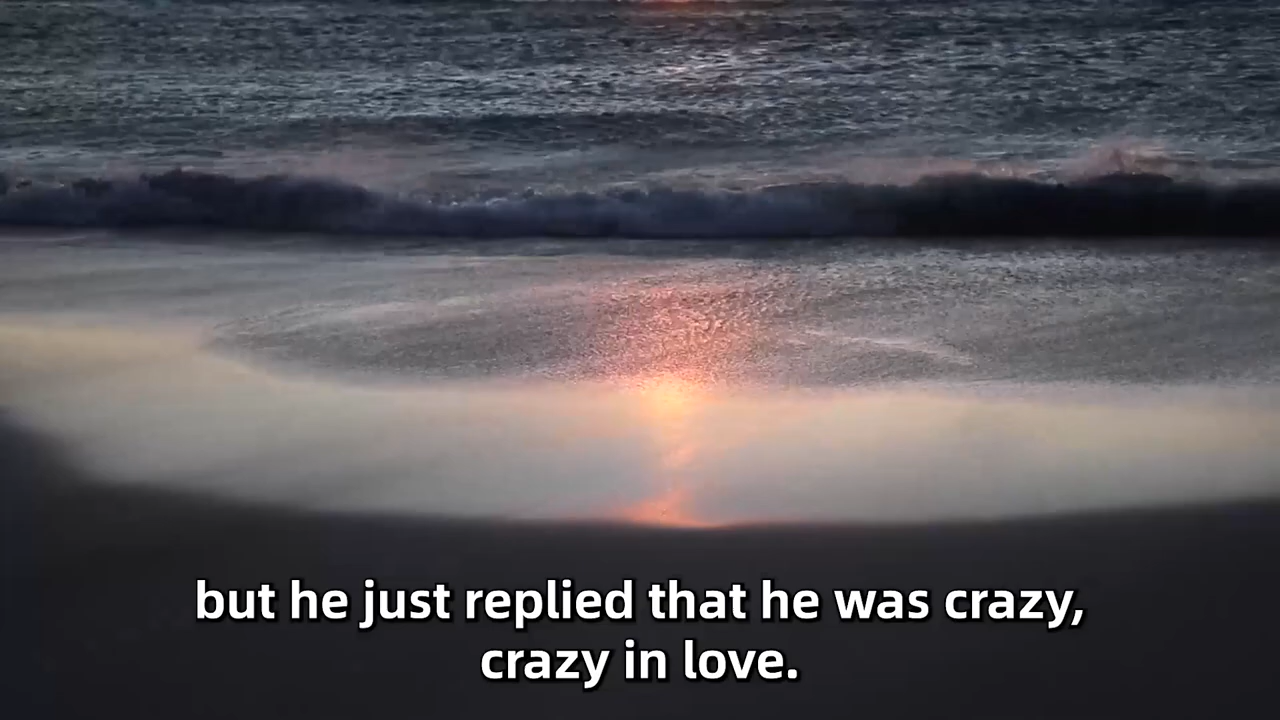 but he just replied that he was crazy,
crazy in love.